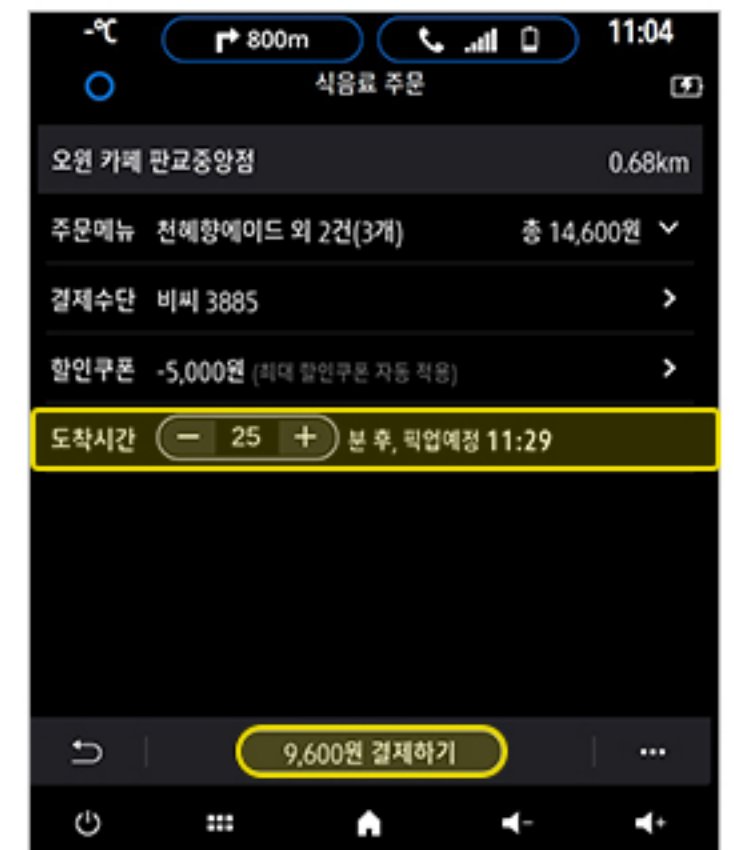 -℃ 800m 11:04
식음료 주문
오윈 카페 판교중앙점 0.68km
주문메뉴 천혜향에이드 외 2건(3개) 총 14,600원
결제수단 비씨 3885
할인쿠폰 -5,000원 (최대 할인쿠폰 자동 적용)
도착시간 − 25 + 분 후, 픽업예정 11:29
9,600원 결제하기